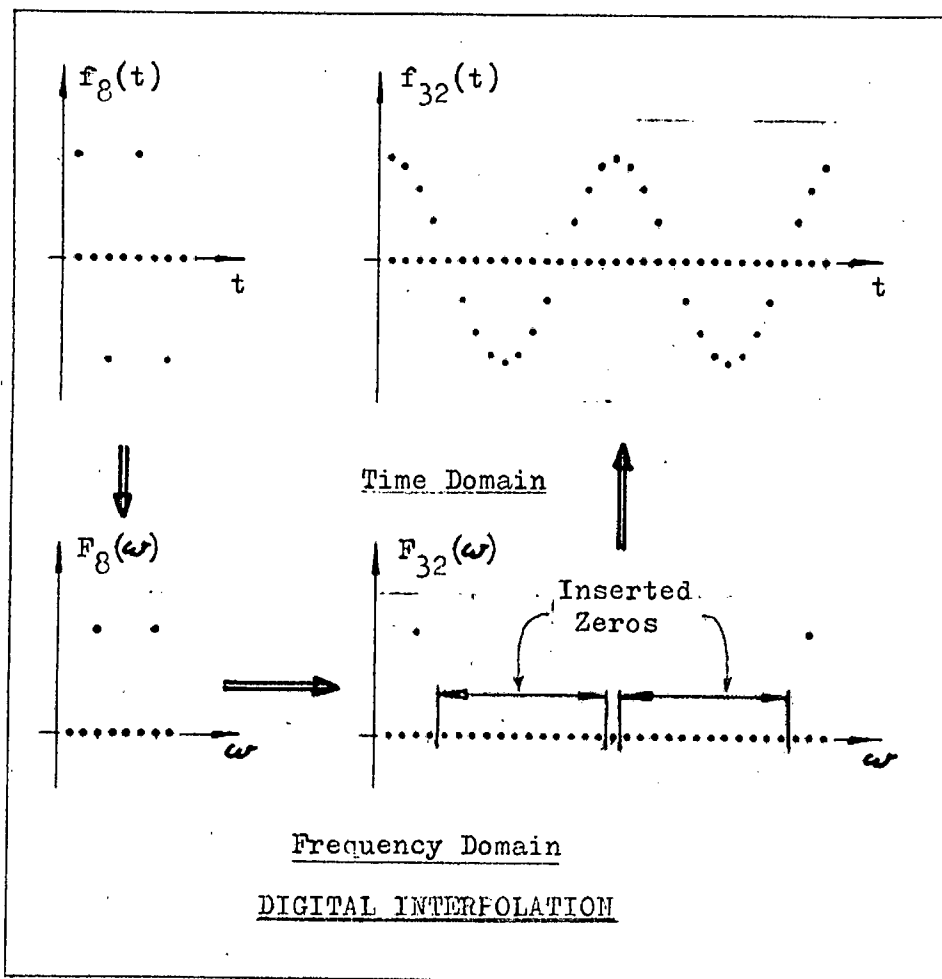 f8(t)
f32(t)
t
t
Time Domain
F8(ω)
F32(ω)
Inserted
Zeros
ω
ω
Frequency Domain
DIGITAL INTERPOLATION